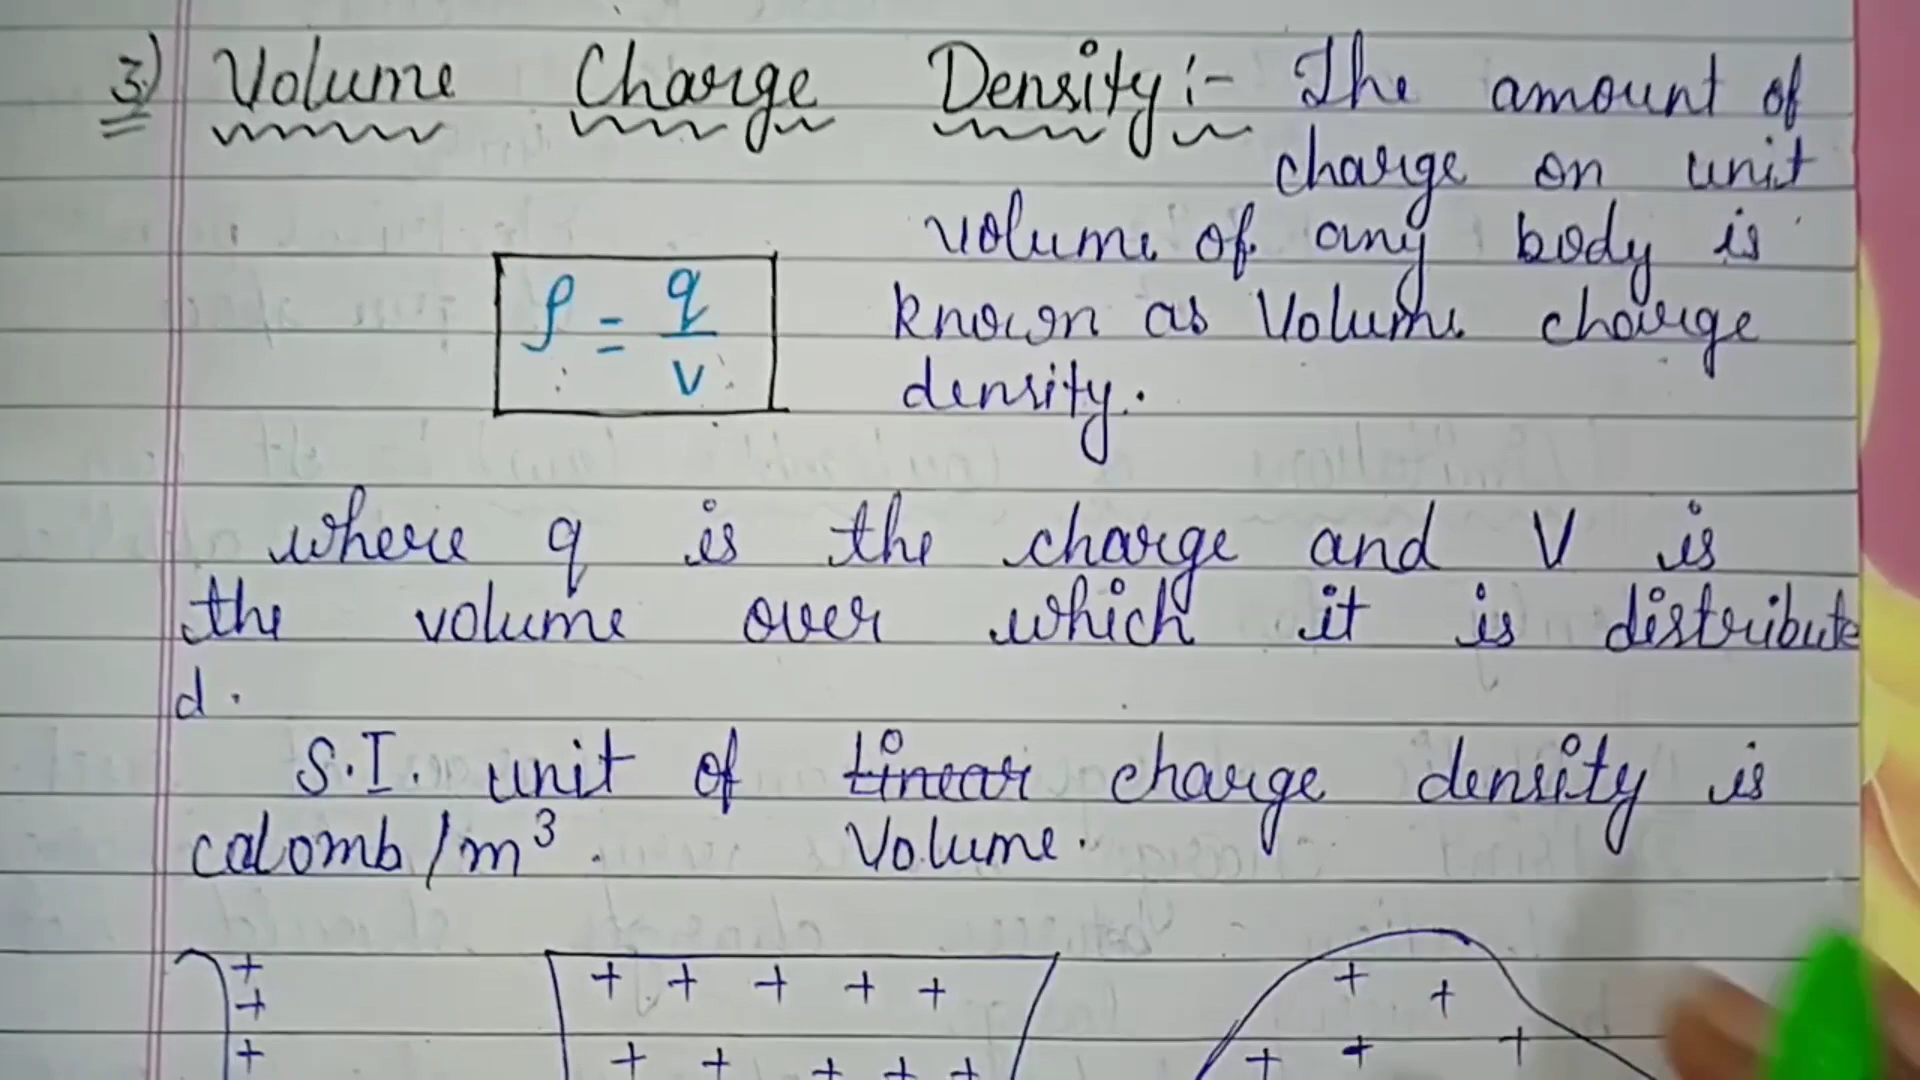 3) Volume Charge Density :- The amount of
charge on unit
volume of any body is
known as Volume charge
density.
ρ = q/v
where q is the charge and V is
the volume over which it is distribute
d.
S.I. unit of Linear charge density is
calomb/m³. Volume.
+ + + + + + + +
+ + + +
+ + + + + + + +